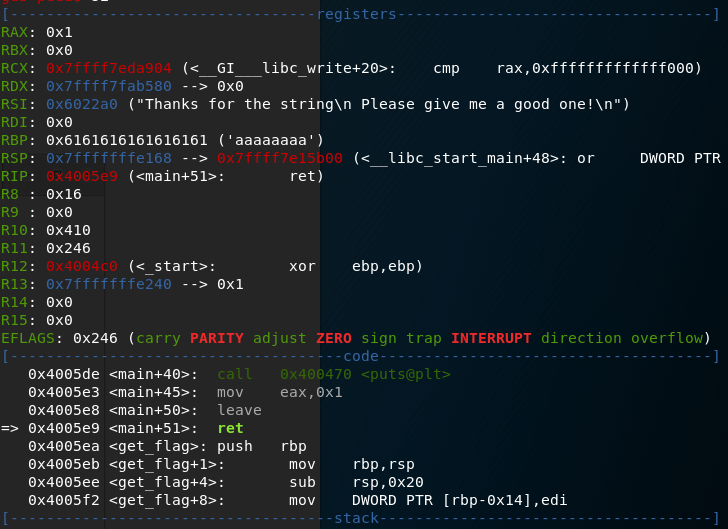 [----------------------------------registers-----------------------------------]
RAX: 0x1
RBX: 0x0
RCX: 0x7ffff7eda904 (<__GI___libc_write+20>:    cmp    rax,0xfffffffffffff000)
RDX: 0x7ffff7fab580 --> 0x0
RSI: 0x6022a0 ("Thanks for the string\n Please give me a good one!\n")
RDI: 0x0
RBP: 0x6161616161616161 ('aaaaaaaa')
RSP: 0x7fffffffe168 --> 0x7ffff7e15b00 (<__libc_start_main+48>: or     DWORD PTR
RIP: 0x4005e9 (<main+51>:       ret)
R8 : 0x16
R9 : 0x0
R10: 0x410
R11: 0x246
R12: 0x4004c0 (<_start>:        xor    ebp,ebp)
R13: 0x7fffffffe240 --> 0x1
R14: 0x0
R15: 0x0
EFLAGS: 0x246 (carry PARITY adjust ZERO sign trap INTERRUPT direction overflow)
[-------------------------------------code-------------------------------------]
   0x4005de <main+40>:  call   0x400470 <puts@plt>
   0x4005e3 <main+45>:  mov    eax,0x1
   0x4005e8 <main+50>:  leave
=> 0x4005e9 <main+51>:  ret
   0x4005ea <get_flag>: push   rbp
   0x4005eb <get_flag+1>:       mov    rbp,rsp
   0x4005ee <get_flag+4>:       sub    rsp,0x20
   0x4005f2 <get_flag+8>:       mov    DWORD PTR [rbp-0x14],edi
[------------------------------------stack-------------------------------------]